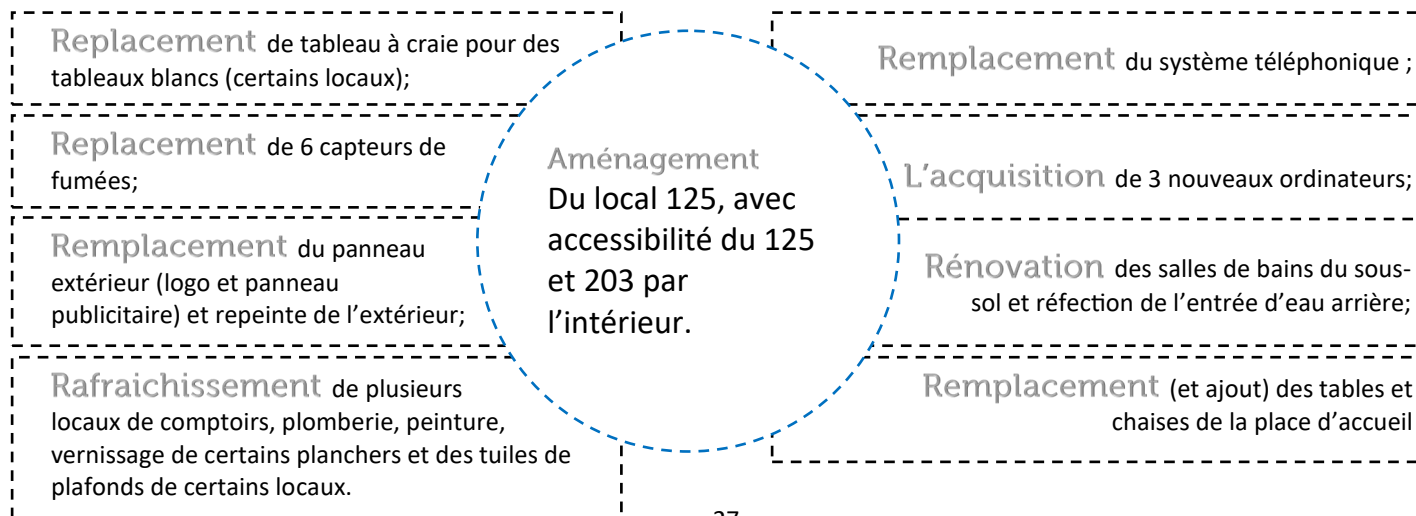 Replacement de tableau à craie pour des
tableaux blancs (certains locaux);
Replacement de 6 capteurs de
fumées;
Remplacement du panneau
extérieur (logo et panneau
publicitaire) et repeinte de l'extérieur;
Rafraichissement de plusieurs
locaux de comptoirs, plomberie, peinture,
vernissage de certains planchers et des tuiles de
plafonds de certains locaux.
Aménagement
Du local 125, avec
accessibilité du 125
et 203 par
l'intérieur.
Remplacement du système téléphonique ;
L'acquisition de 3 nouveaux ordinateurs;
Rénovation des salles de bains du sous-
sol et réfection de l'entrée d'eau arrière;
Remplacement (et ajout) des tables et
chaises de la place d'accueil